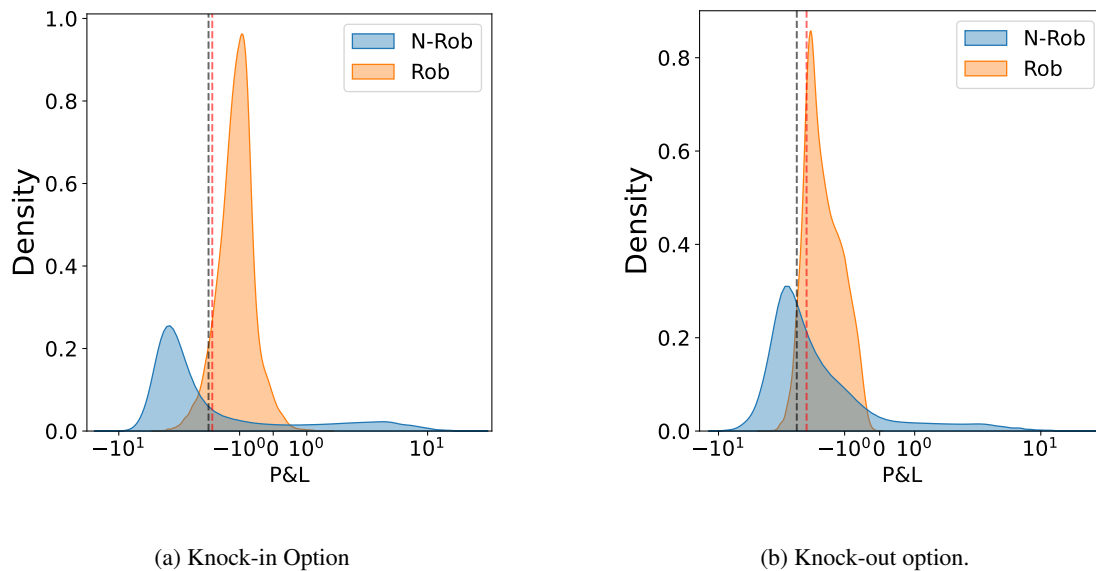 1.0
0.8
0.6
0.4
0.2
0.0
Density
N-Rob
Rob
−10¹
−10⁰
0
10⁰
10¹
P&L
(a) Knock-in Option
0.8
0.6
0.4
0.2
0.0
Density
N-Rob
Rob
−10¹
−10⁰
0
10⁰
10¹
P&L
(b) Knock-out option.